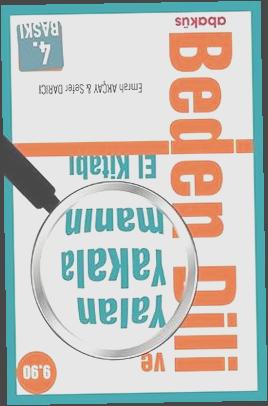 Beden Dili
ve
Yalan
Yakala
manın
El Kitabı
Emrah AKÇAY & Sefer DARICI
4.
BASKI
abaküs
9.90